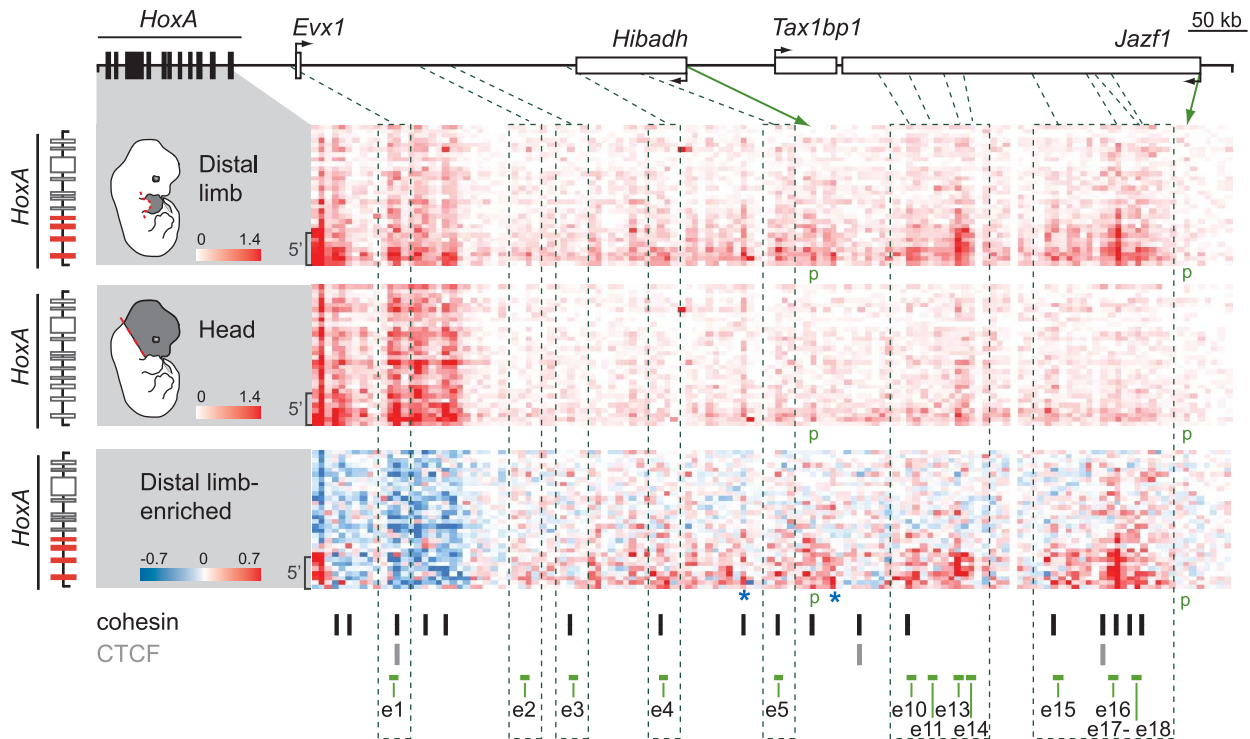 HoxA
Evx1
Hibadh
Tax1bp1
Jazf1
50 kb
HoxA
Distal
limb
0 1.4
5'
p
p
HoxA
Head
0 1.4
5'
p
p
HoxA
Distal limb-
enriched
-0.7 0 0.7
5'
*
p
*
p
cohesin
CTCF
e1
e2
e3
e4
e5
e10
e13
e15
e16
e11
e14
e17- e18